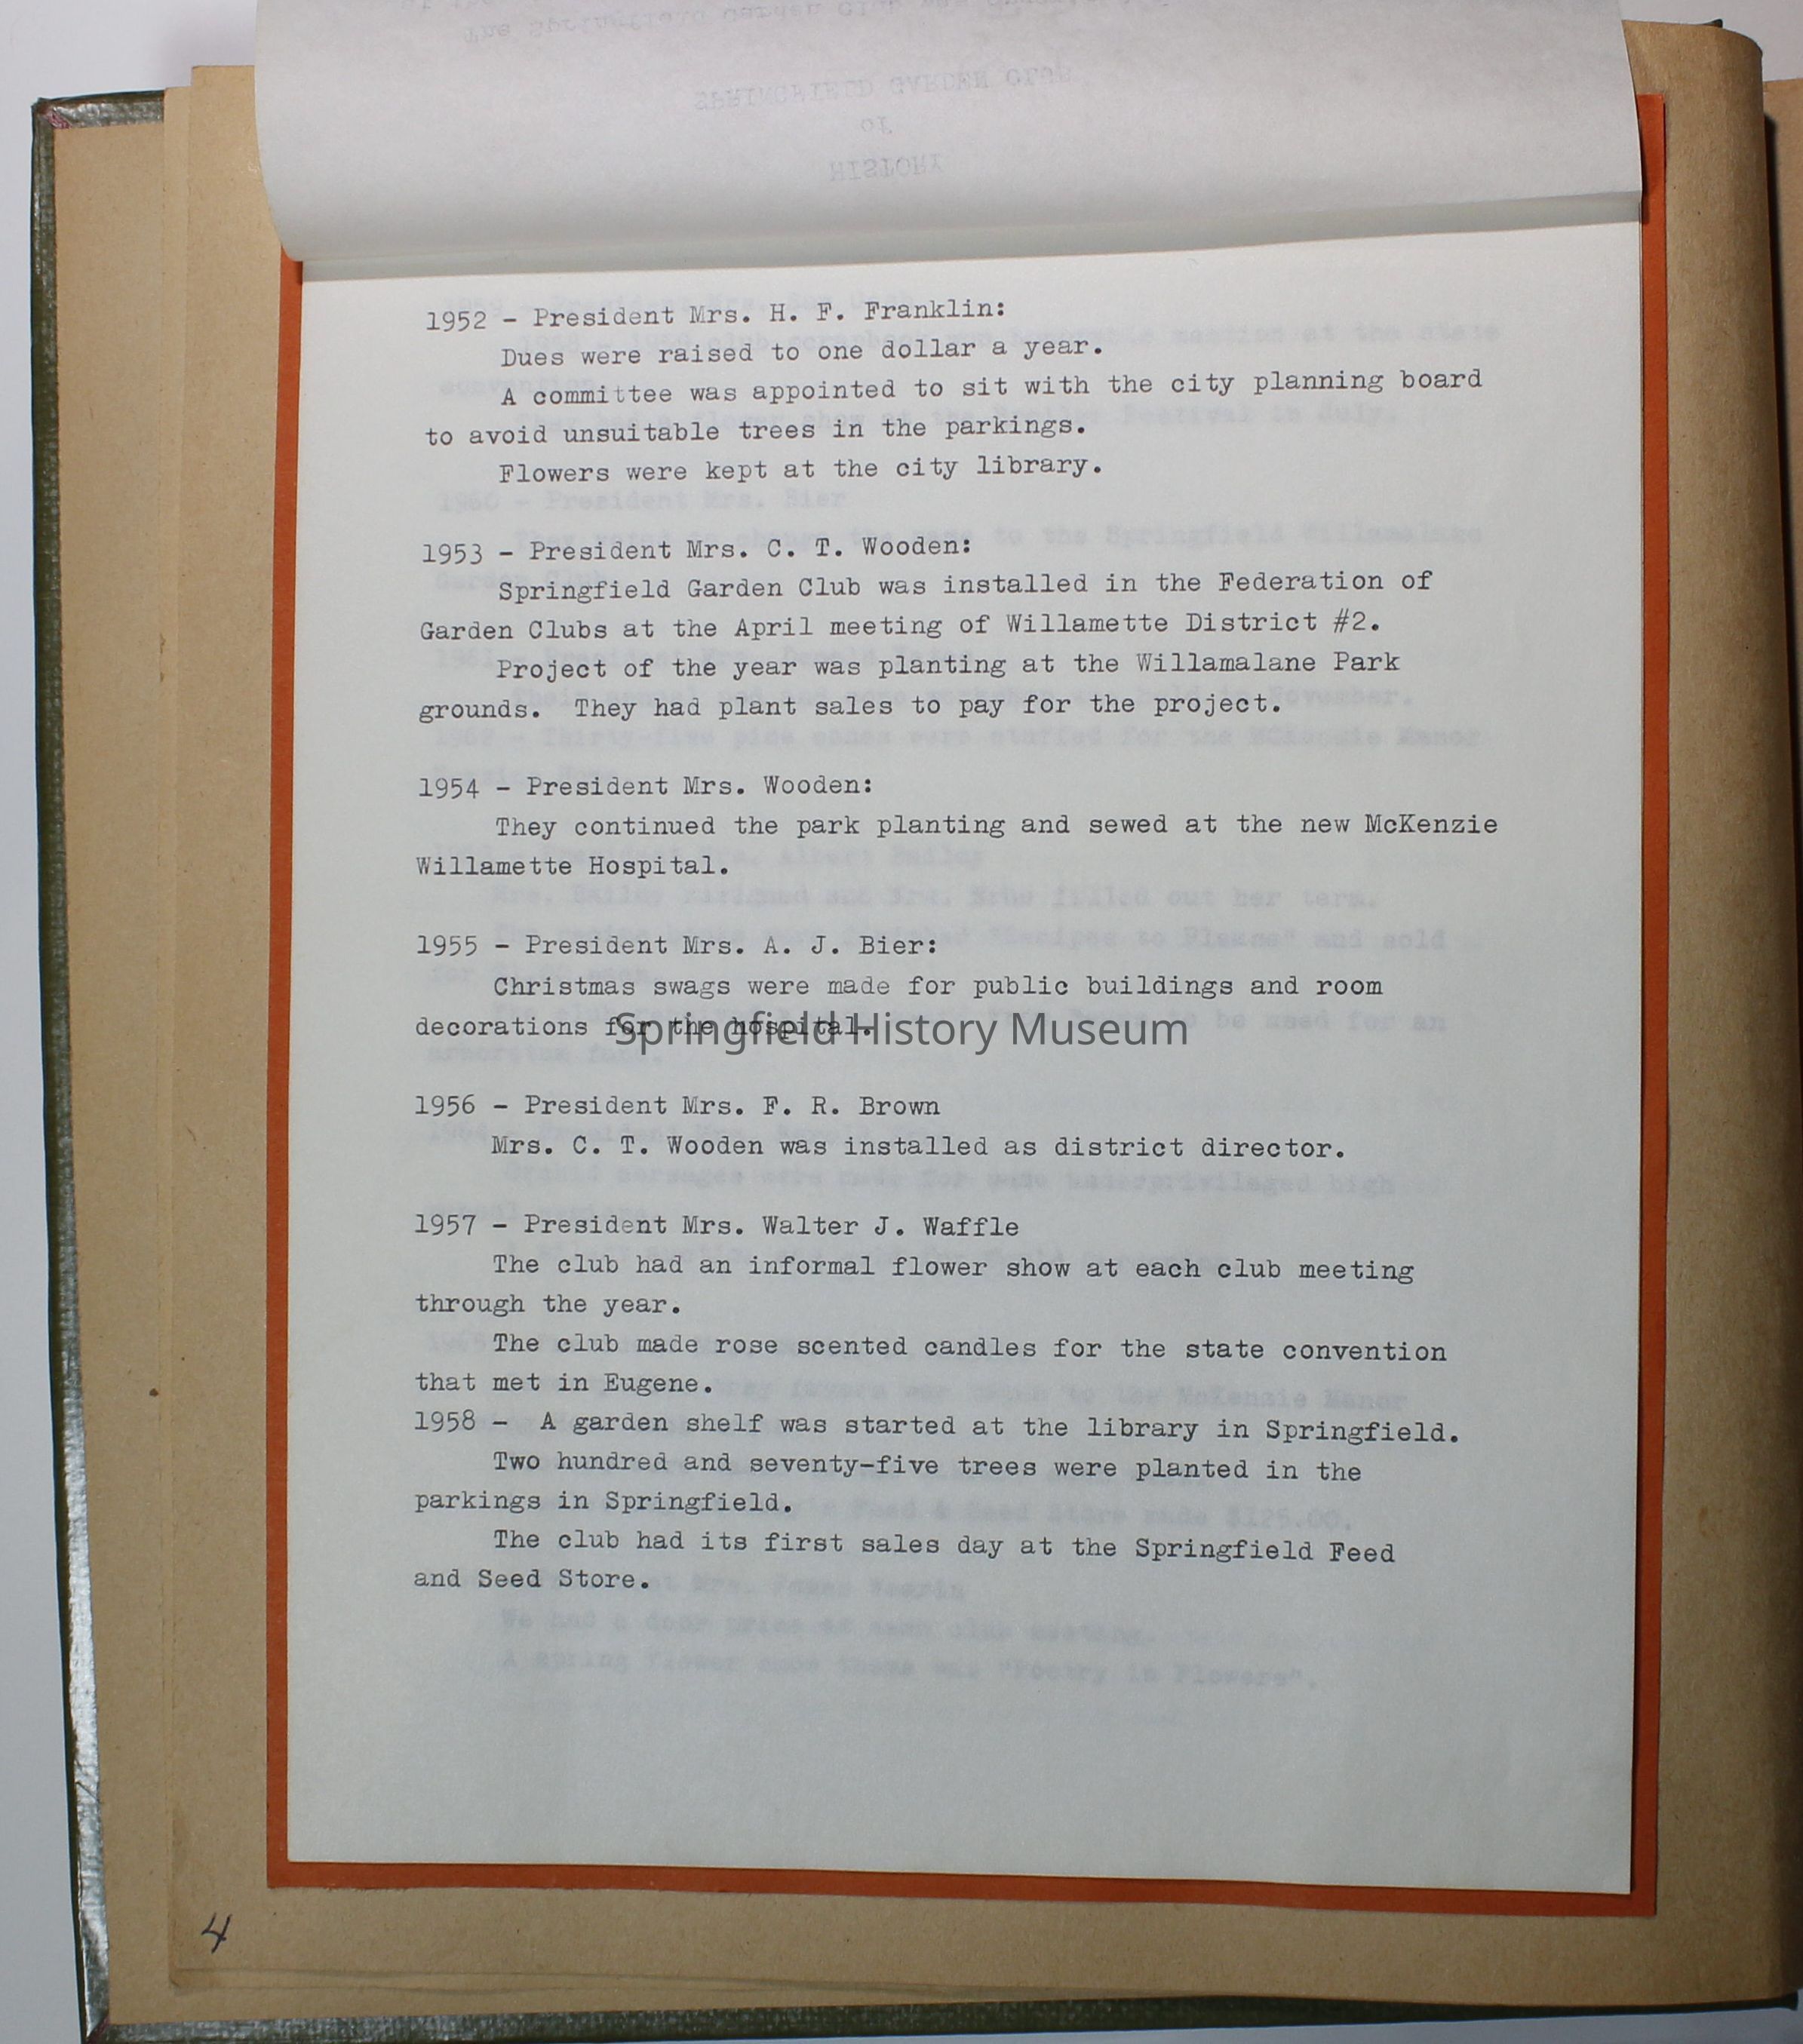 SPRINGFIELD GARDEN CLUB
of
HISTORY
1952 - President Mrs. H. F. Franklin:
Dues were raised to one dollar a year.
A committee was appointed to sit with the city planning board
to avoid unsuitable trees in the parkings.
Flowers were kept at the city library.
1953 - President Mrs. C. T. Wooden:
Springfield Garden Club was installed in the Federation of
Garden Clubs at the April meeting of Willamette District #2.
Project of the year was planting at the Willamalane Park
grounds. They had plant sales to pay for the project.
1954 - President Mrs. Wooden:
They continued the park planting and sewed at the new McKenzie
Willamette Hospital.
1955 - President Mrs. A. J. Bier:
Christmas swags were made for public buildings and room
decorations for the hospital.
Springfield History Museum
1956 - President Mrs. F. R. Brown
Mrs. C. T. Wooden was installed as district director.
1957 - President Mrs. Walter J. Waffle
The club had an informal flower show at each club meeting
through the year.
The club made rose scented candles for the state convention
that met in Eugene.
1958 - A garden shelf was started at the library in Springfield.
Two hundred and seventy-five trees were planted in the
parkings in Springfield.
The club had its first sales day at the Springfield Feed
and Seed Store.
4